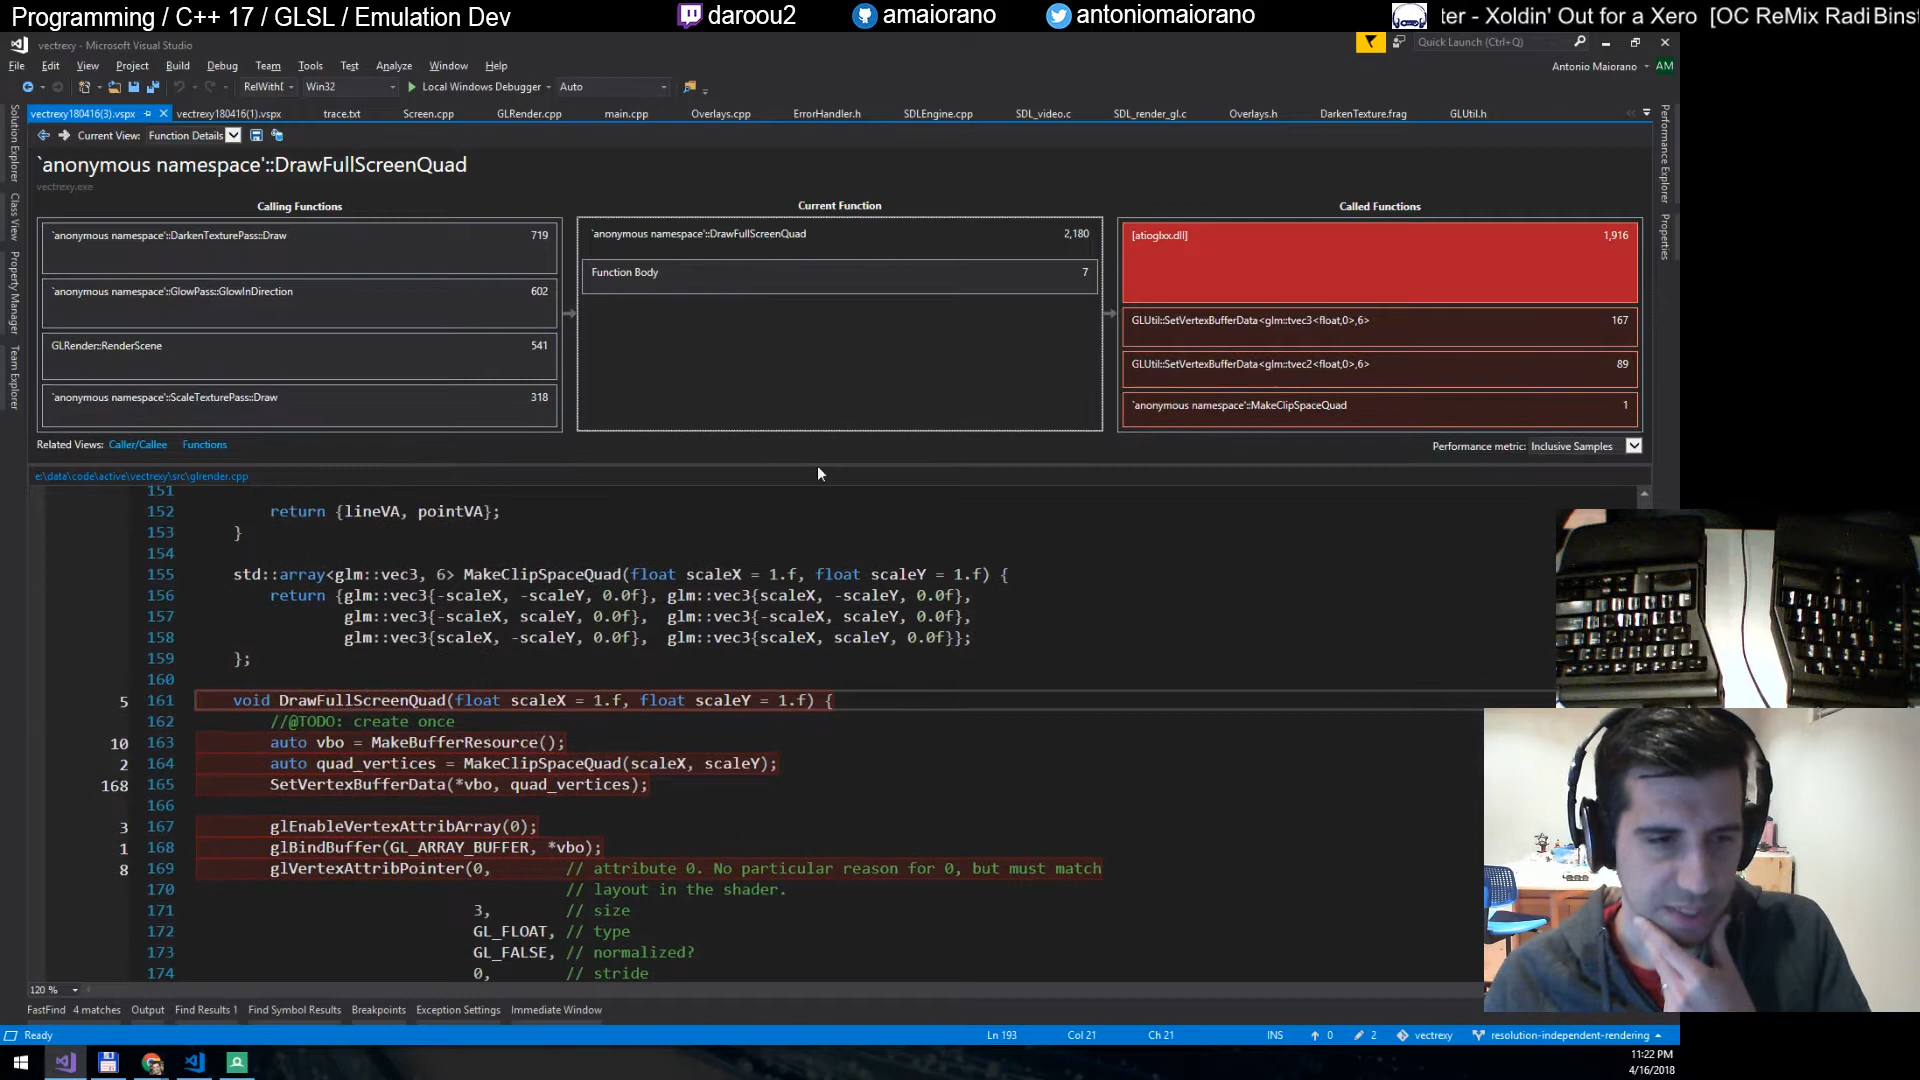 Programming / C++ 17 / GLSL / Emulation Dev
daroou2
amaiorano
antoniomaiorano
ter - Xoldin' Out for a Xero [OC ReMix Radi
Binst
vectrexy - Microsoft Visual Studio
Quick Launch (Ctrl+Q)
File Edit View Project Build Debug Team Tools Test Analyze Window Help
Antonio Maiorano AM
RelWithI Win32 Local Windows Debugger Auto
vectrexy180416(3).vspx vectrexy180416(1).vspx trace.txt Screen.cpp GLRender.cpp main.cpp Overlays.cpp ErrorHandler.h SDLEngine.cpp SDL_video.c SDL_render_gl.c Overlays.h DarkenTexture.frag GLUtil.h
Current View: Function Details
Solution Explorer
Class View
Property Manager
Team Explorer
Performance Explorer
Properties
`anonymous namespace'::DrawFullScreenQuad
vectrexy.exe
Calling Functions
`anonymous namespace'::DarkenTexturePass::Draw 719
`anonymous namespace'::GlowPass::GlowInDirection 602
GLRender::RenderScene 541
`anonymous namespace'::ScaleTexturePass::Draw 318
Current Function
`anonymous namespace'::DrawFullScreenQuad 2,180
Function Body 7
Called Functions
[atioglxx.dll] 1,916
GLUtil::SetVertexBufferData<glm::tvec3<float,0>,6> 167
GLUtil::SetVertexBufferData<glm::tvec2<float,0>,6> 89
`anonymous namespace'::MakeClipSpaceQuad 1
Related Views: Caller/Callee Functions
Performance metric: Inclusive Samples
e:\data\code\active\vectrexy\src\glrender.cpp
151
152 return {lineVA, pointVA};
153 }
154
155 std::array<glm::vec3, 6> MakeClipSpaceQuad(float scaleX = 1.f, float scaleY = 1.f) {
156 return {glm::vec3{-scaleX, -scaleY, 0.0f}, glm::vec3{scaleX, -scaleY, 0.0f},
157 glm::vec3{-scaleX, scaleY, 0.0f}, glm::vec3{-scaleX, scaleY, 0.0f},
158 glm::vec3{scaleX, -scaleY, 0.0f}, glm::vec3{scaleX, scaleY, 0.0f}};
159 };
160
5 161 void DrawFullScreenQuad(float scaleX = 1.f, float scaleY = 1.f) {
162 //@TODO: create once
10 163 auto vbo = MakeBufferResource();
2 164 auto quad_vertices = MakeClipSpaceQuad(scaleX, scaleY);
168 165 SetVertexBufferData(*vbo, quad_vertices);
166
3 167 glEnableVertexAttribArray(0);
1 168 glBindBuffer(GL_ARRAY_BUFFER, *vbo);
8 169 glVertexAttribPointer(0, // attribute 0. No particular reason for 0, but must match
170 // layout in the shader.
171 3, // size
172 GL_FLOAT, // type
173 GL_FALSE, // normalized?
174 0, // stride
120 %
FastFind 4 matches Output Find Results 1 Find Symbol Results Breakpoints Exception Settings Immediate Window
Ready Ln 193 Col 21 Ch 21 INS 0 2 vectrexy resolution-independent-rendering
11:22 PM
4/16/2018